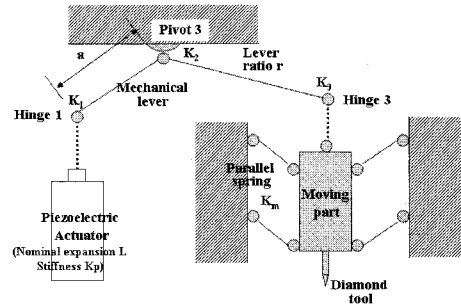 Pivot 3
a
K2
Lever
ratio r
Mechanical
lever
K1
Hinge 1
K3
Hinge 3
Parallel
spring
Km
Moving
part
Piezoelectric
Actuator
(Nominal expansion L
Stiffness Kp)
Diamond
tool